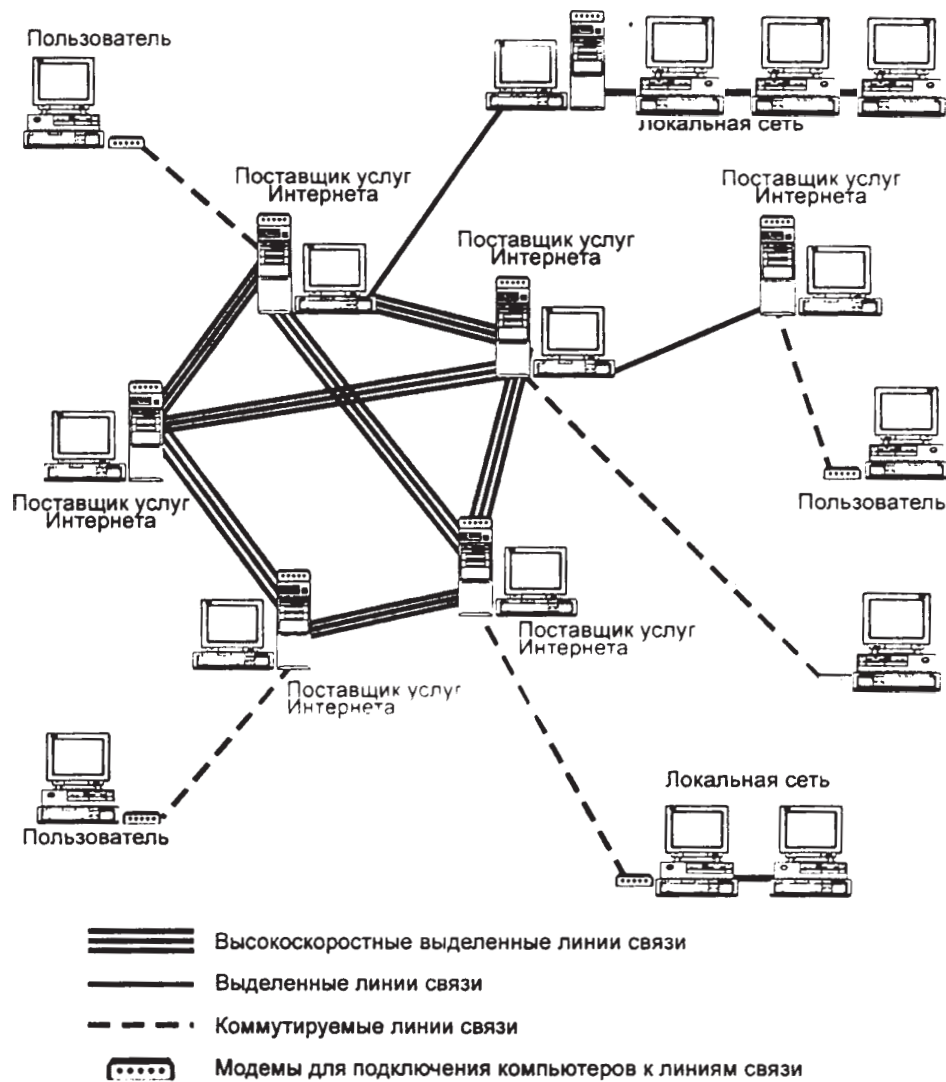 Пользователь
Локальная сеть
Поставщик услуг
Интернета
Поставщик услуг
Интернета
Поставщик услуг
Интернета
Поставщик услуг
Интернета
Пользователь
Поставщик услуг
Интернета
Поставщик услуг
Интернета
Пользователь
Локальная сеть
Высокоскоростные выделенные линии связи
Выделенные линии связи
Коммутируемые линии связи
Модемы для подключения компьютеров к линиям связи